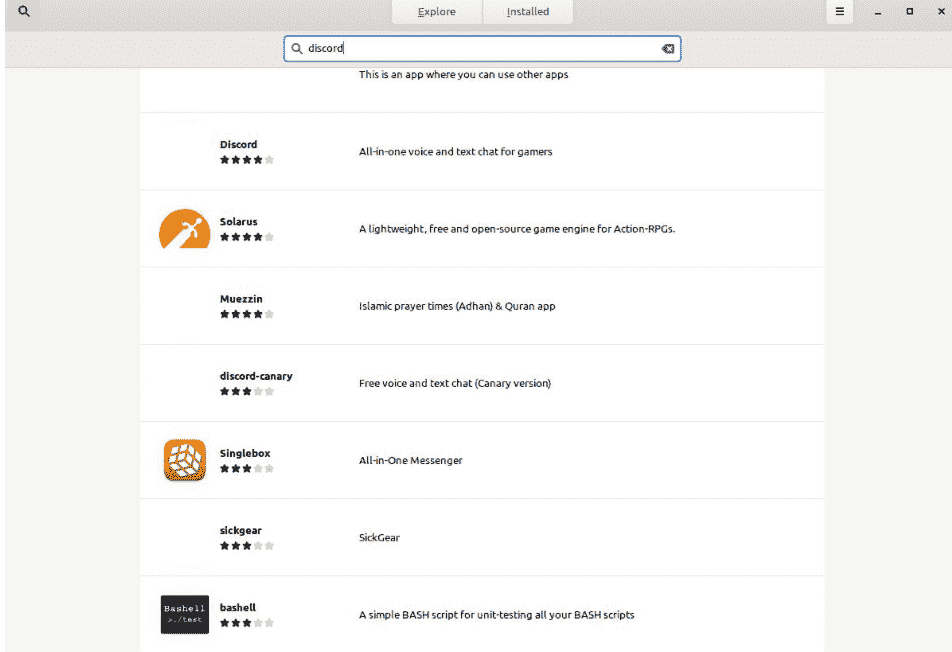 Explore
Installed
discord
This is an app where you can use other apps
Discord
All-in-one voice and text chat for gamers
Solarus
A lightweight, free and open-source game engine for Action-RPGs.
Muezzin
Islamic prayer times (Adhan) & Quran app
discord-canary
Free voice and text chat (Canary version)
Singlebox
All-in-One Messenger
sickgear
SickGear
Bashell
>./test
bashell
A simple BASH script for unit-testing all your BASH scripts